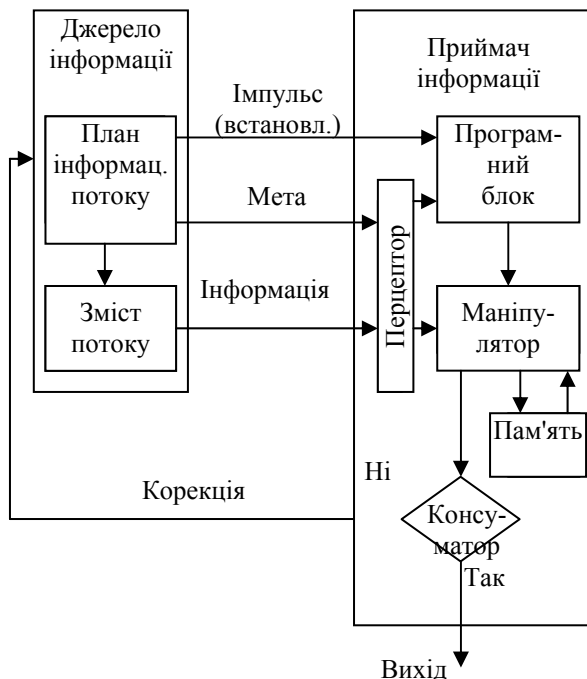 Джерело
інформації
Приймач
інформації
Імпульс
(встановл.)
План
інформац.
потоку
Програм-
ний
блок
Мета
Перцептор
Інформація
Зміст
потоку
Маніпу-
лятор
Пам'ять
Ні
Корекція
Консу-
матор
Так
Вихід